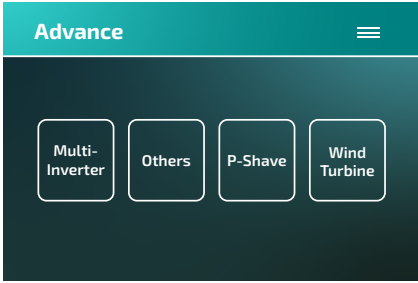 Advance
Multi-
Inverter
Others
P-Shave
Wind
Turbine